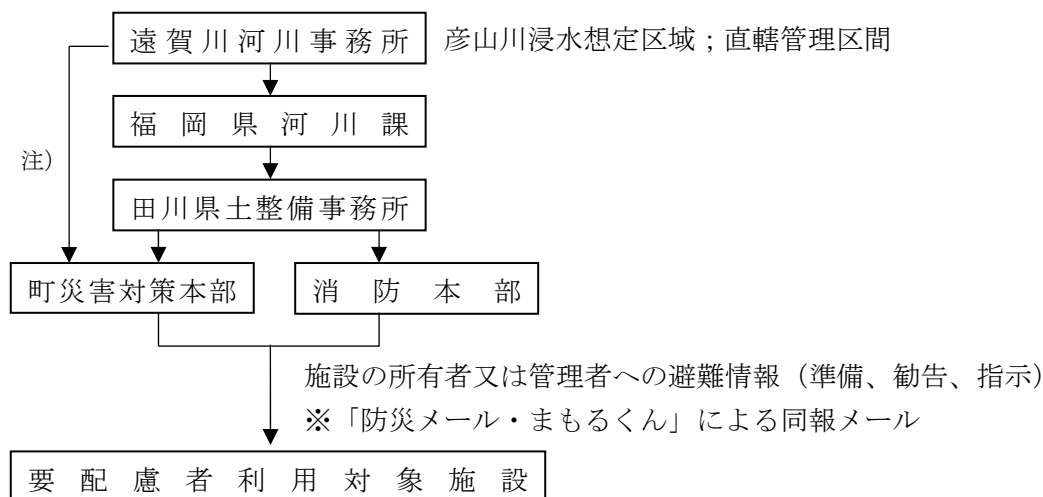 遠賀川河川事務所 彦山川浸水想定区域；直轄管理区間
福岡県河川課
注）
田川県土整備事務所
町災害対策本部 消防本部
施設の所有者又は管理者への避難情報（準備、勧告、指示）
※「防災メール・まもるくん」による同報メール
要配慮者利用対象施設